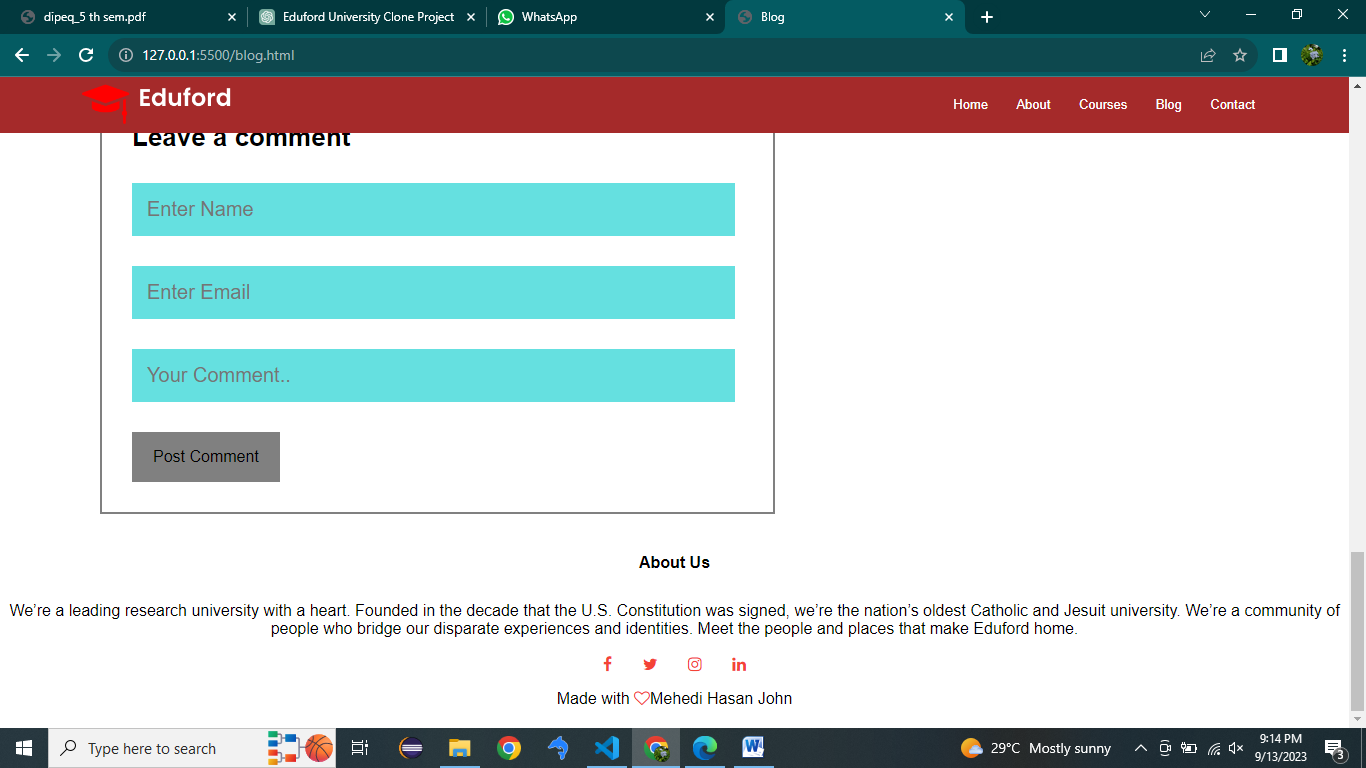 dipeq_5 th sem.pdf
Eduford University Clone Project
WhatsApp
Blog
127.0.0.1:5500/blog.html
Eduford
Home
About
Courses
Blog
Contact
Leave a comment
Enter Name
Enter Email
Your Comment..
Post Comment
About Us
We’re a leading research university with a heart. Founded in the decade that the U.S. Constitution was signed, we’re the nation’s oldest Catholic and Jesuit university. We’re a community of
people who bridge our disparate experiences and identities. Meet the people and places that make Eduford home.
Made with Mehedi Hasan John
Type here to search
29°C Mostly sunny
9:14 PM
9/13/2023
3